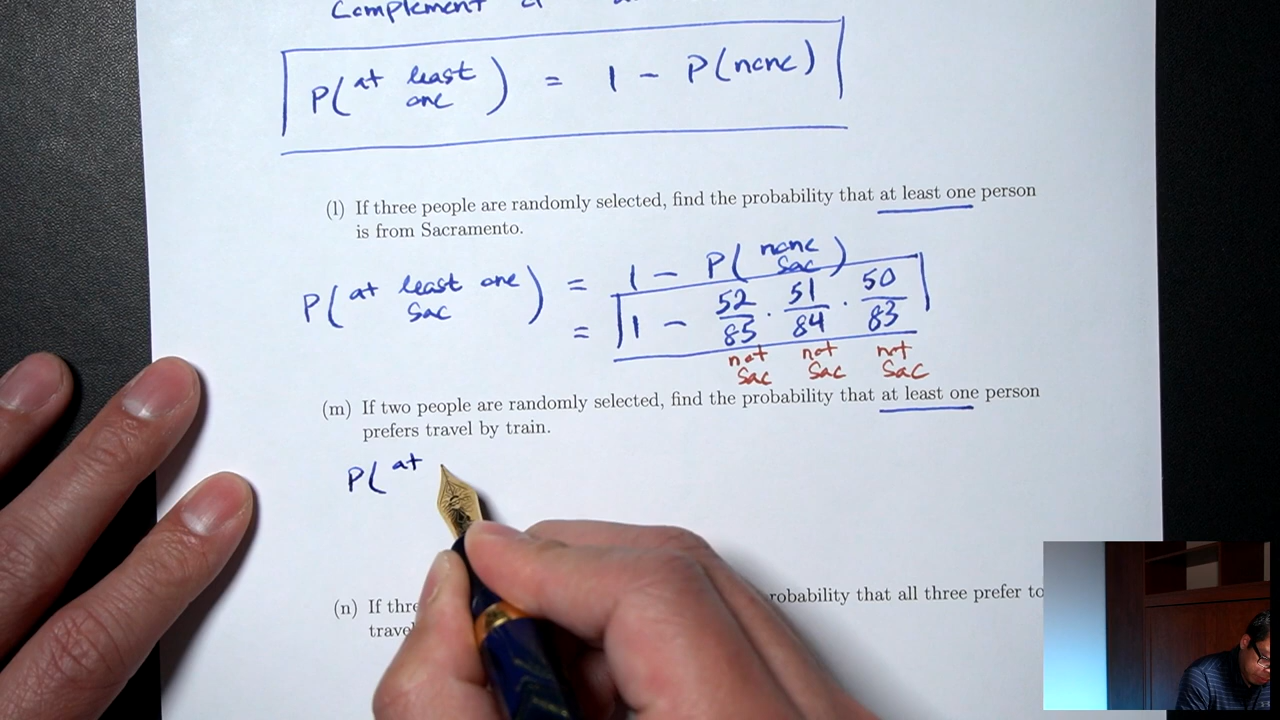 Complement
P( at least one ) = 1 - P(none)
(l) If three people are randomly selected, find the probability that at least one person
is from Sacramento.
P( at least one Sac ) = 1 - P( none Sac )
= 1 - 52/85 · 51/84 · 50/83
not Sac not Sac not Sac
(m) If two people are randomly selected, find the probability that at least one person
prefers travel by train.
P( at
(n) If thre robability that all three prefer to
trave